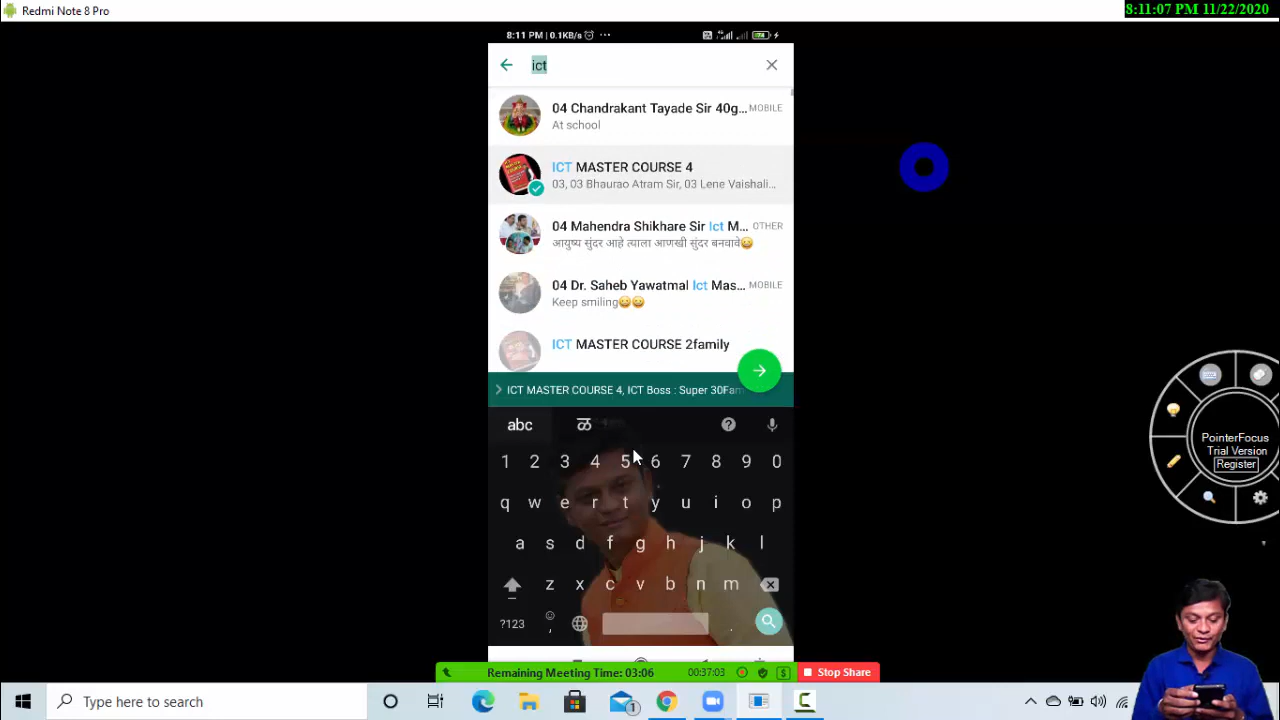 Redmi Note 8 Pro
8:11:07 PM 11/22/2020
8:11 PM | 0.1KB/s
ict
04 Chandrakant Tayade Sir 40g... MOBILE
At school
ICT MASTER COURSE 4
03, 03 Bhaurao Atram Sir, 03 Lene Vaishali...
04 Mahendra Shikhare Sir Ict M... OTHER
आयुष्य सुंदर आहे त्याला आणखी सुंदर बनवावे
04 Dr. Saheb Yawatmal Ict Mas... MOBILE
Keep smiling
ICT MASTER COURSE 2family
ICT MASTER COURSE 4, ICT Boss : Super 30Fam
abc ळ ?
1 2 3 4 5 6 7 8 9 0
q w e r t y u i o p
a s d f g h j k l
z x c v b n m
?123 , .
PointerFocus
Trial Version
Register
Remaining Meeting Time: 03:06 00:37:03 $ Stop Share
Type here to search 1